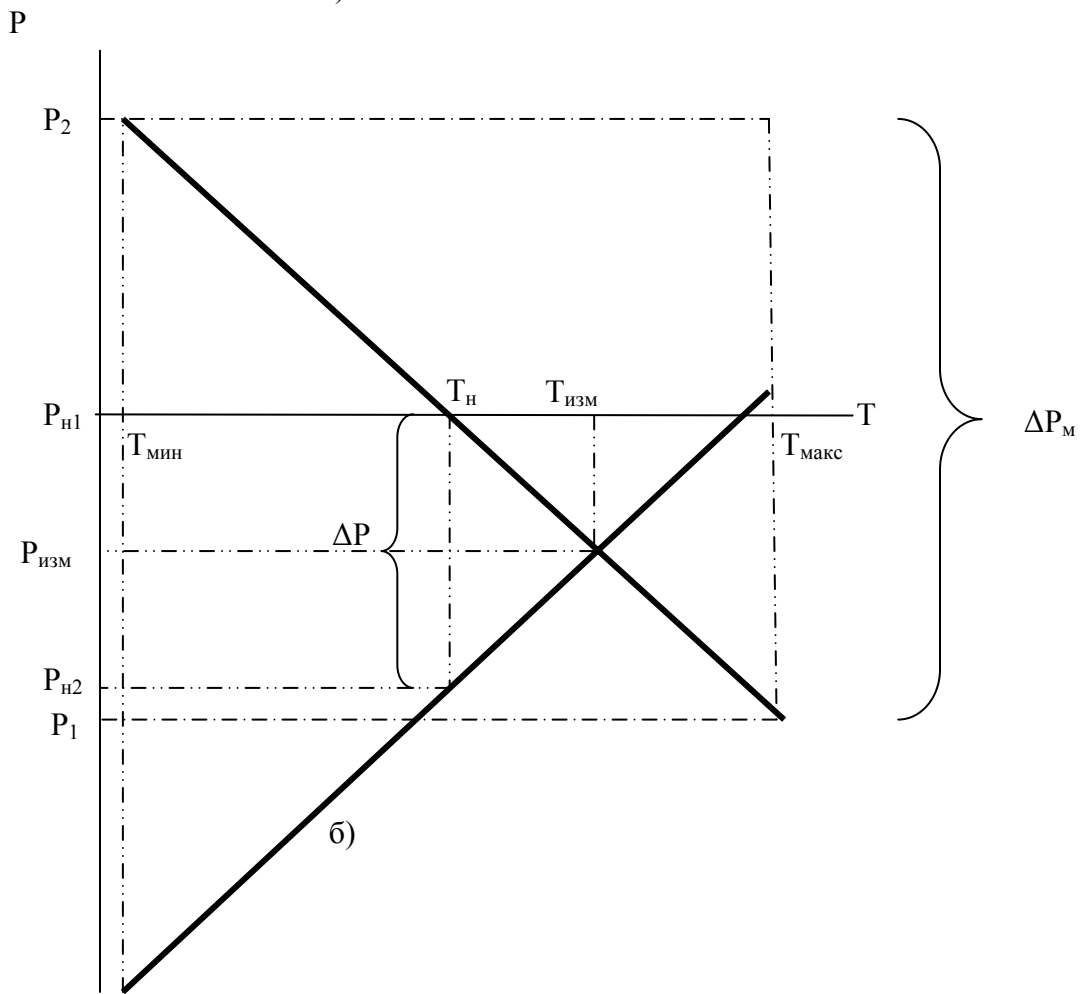 )
P
P₂
Tн Tизм
Pн1 T
Tмин Tмакс ΔPм
ΔP
Pизм
Pн2
P₁
б)